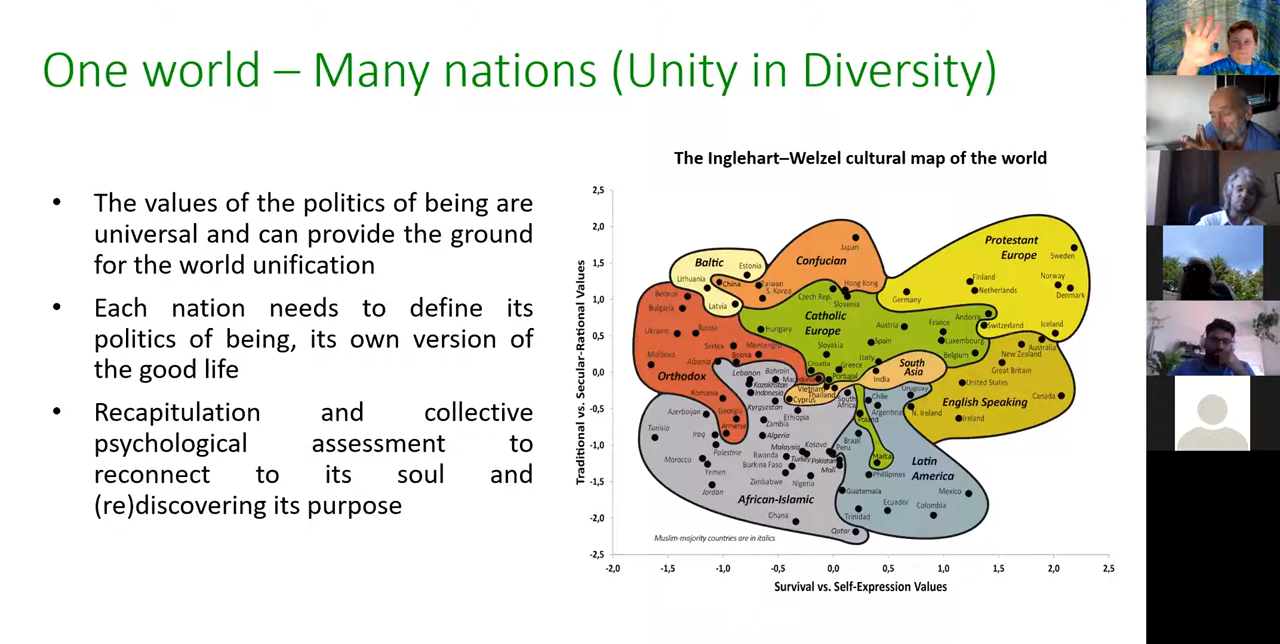 One world – Many nations (Unity in Diversity)
• The values of the politics of being are
universal and can provide the ground
for the world unification
• Each nation needs to define its
politics of being, its own version of
the good life
• Recapitulation and collective
psychological assessment to
reconnect to its soul and
(re)discovering its purpose
The Inglehart–Welzel cultural map of the world
Traditional vs. Secular-Rational Values
2,5
2,0
1,5
1,0
0,5
0,0
-0,5
-1,0
-1,5
-2,0
-2,5
Protestant
Europe
Sweden
Japan
Confucian
Baltic
Estonia
Lithuania
China
Taiwan
S. Korea
Hong Kong
Finland
Netherlands
Norway
Denmark
Belarus
Bulgaria
Latvia
Czech Rep.
Slovenia
Germany
Andorra
Catholic
Europe
Ukraine
Russia
Hungary
Austria
France
Switzerland
Iceland
Serbia
Montenegro
Slovakia
Spain
Luxembourg
Australia
Moldova
Albania
Bosnia
Croatia
Greece
Italy
Belgium
New Zealand
Great Britain
South
Asia
Orthodox
Lebanon
Bahrain
Macedonia
Portugal
India
United States
Kazakhstan
Indonesia
Vietnam
Thailand
Cyprus
South
Africa
Chile
Uruguay
Canada
English Speaking
Romania
Kyrgyzstan
Poland
Argentina
N. Ireland
Ireland
Azerbaijan
Georgia
Ethiopia
Zambia
Tunisia
Iraq
Armenia
Algeria
Brazil
Palestine
Malaysia
Kosovo
Peru
Marocco
Rwanda
Turkey
Pakistan
Malta
Latin
America
Yemen
Burkina Faso
Mali
Phillipines
Jordan
Zimbabwe
Nigeria
Guatemala
Mexico
African-Islamic
Ecuador
Colombia
Ghana
Trinidad
Qatar
Muslim-majority countries are in italics
-2,0 -1,5 -1,0 -0,5 0,0 0,5 1,0 1,5 2,0 2,5
Survival vs. Self-Expression Values